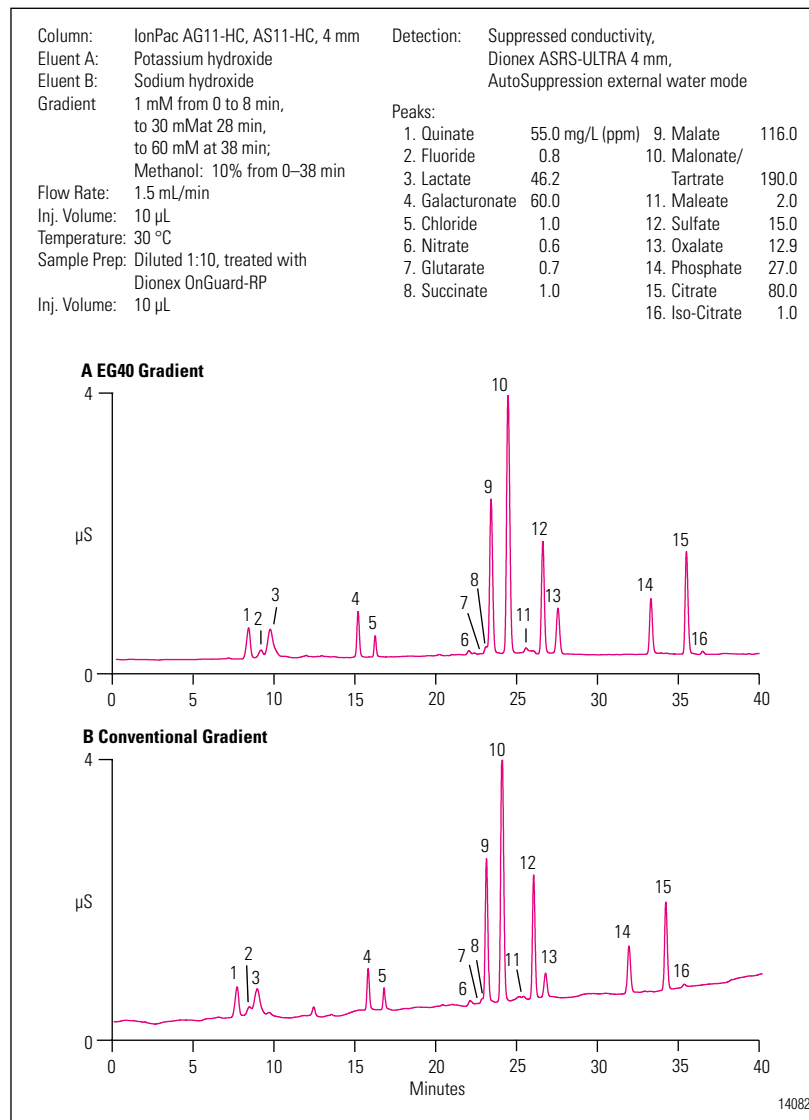 Column: IonPac AG11-HC, AS11-HC, 4 mm
Eluent A: Potassium hydroxide
Eluent B: Sodium hydroxide
Gradient 1 mM from 0 to 8 min,
to 30 mMat 28 min,
to 60 mM at 38 min;
Methanol: 10% from 0–38 min
Flow Rate: 1.5 mL/min
Inj. Volume: 10 µL
Temperature: 30 °C
Sample Prep: Diluted 1:10, treated with
Dionex OnGuard-RP
Inj. Volume: 10 µL
Detection: Suppressed conductivity,
Dionex ASRS-ULTRA 4 mm,
AutoSuppression external water mode
Peaks:
1. Quinate 55.0 mg/L (ppm)
2. Fluoride 0.8
3. Lactate 46.2
4. Galacturonate 60.0
5. Chloride 1.0
6. Nitrate 0.6
7. Glutarate 0.7
8. Succinate 1.0
9. Malate 116.0
10. Malonate/
Tartrate 190.0
11. Maleate 2.0
12. Sulfate 15.0
13. Oxalate 12.9
14. Phosphate 27.0
15. Citrate 80.0
16. Iso-Citrate 1.0
A EG40 Gradient
4
µS
0
1 2 3 4 5 6 7 8 9 10 11 12 13 14 15 16
0 5 10 15 20 25 30 35 40
B Conventional Gradient
4
µS
0
1 2 3 4 5 6 7 8 9 10 11 12 13 14 15 16
0 5 10 15 20 25 30 35 40
Minutes
14082